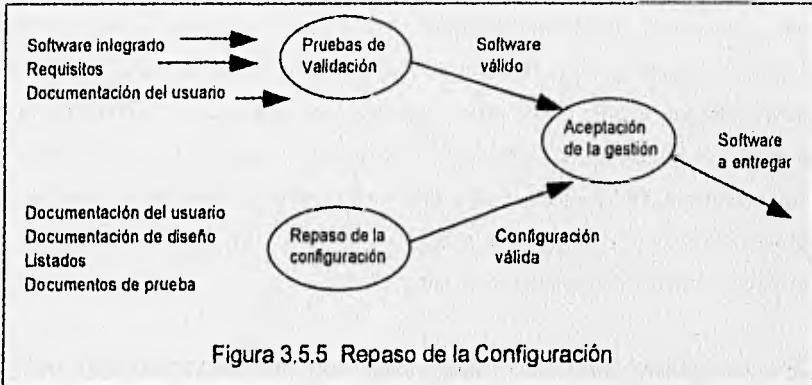 Software integrado
Requisitos
Documentación del usuario
Pruebas de
Validación
Software
válido
Aceptación
de la gestión
Software
a entregar
Documentación del usuario
Documentación de diseño
Listados
Documentos de prueba
Repaso de la
configuración
Configuración
válida
Figura 3.5.5 Repaso de la Configuración